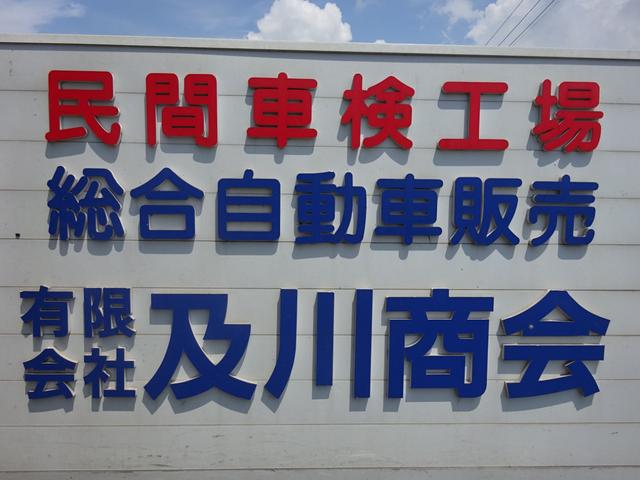 民間車検工場
総合自動車販売
有限会社及川商会